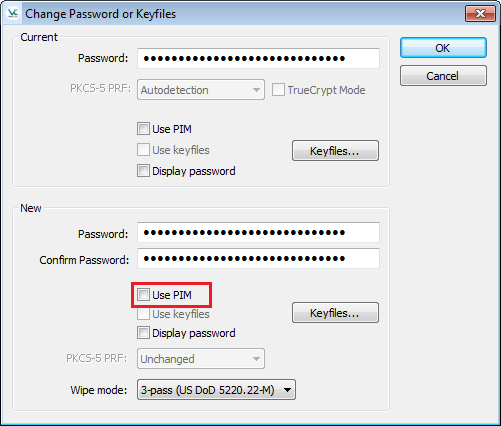 Change Password or Keyfiles
Current
Password: ••••••••••••••••••••••••••••••
OK
PKCS-5 PRF: Autodetection TrueCrypt Mode
Cancel
Use PIM
Use keyfiles Keyfiles...
Display password
New
Password: ••••••••••••••••••••••••••••••
Confirm Password: ••••••••••••••••••••••••••••••
Use PIM
Use keyfiles Keyfiles...
Display password
PKCS-5 PRF: Unchanged
Wipe mode: 3-pass (US DoD 5220.22-M)